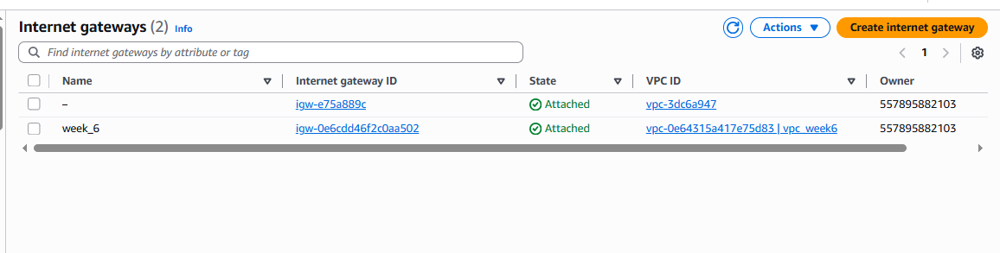 Internet gateways (2) Info
Actions
Create internet gateway
Find internet gateways by attribute or tag
1
Name Internet gateway ID State VPC ID Owner
– igw-e75a889c Attached vpc-3dc6a947 557895882103
week_6 igw-0e6cdd46f2c0aa502 Attached vpc-0e64315a417e75d83 | vpc_week6 557895882103